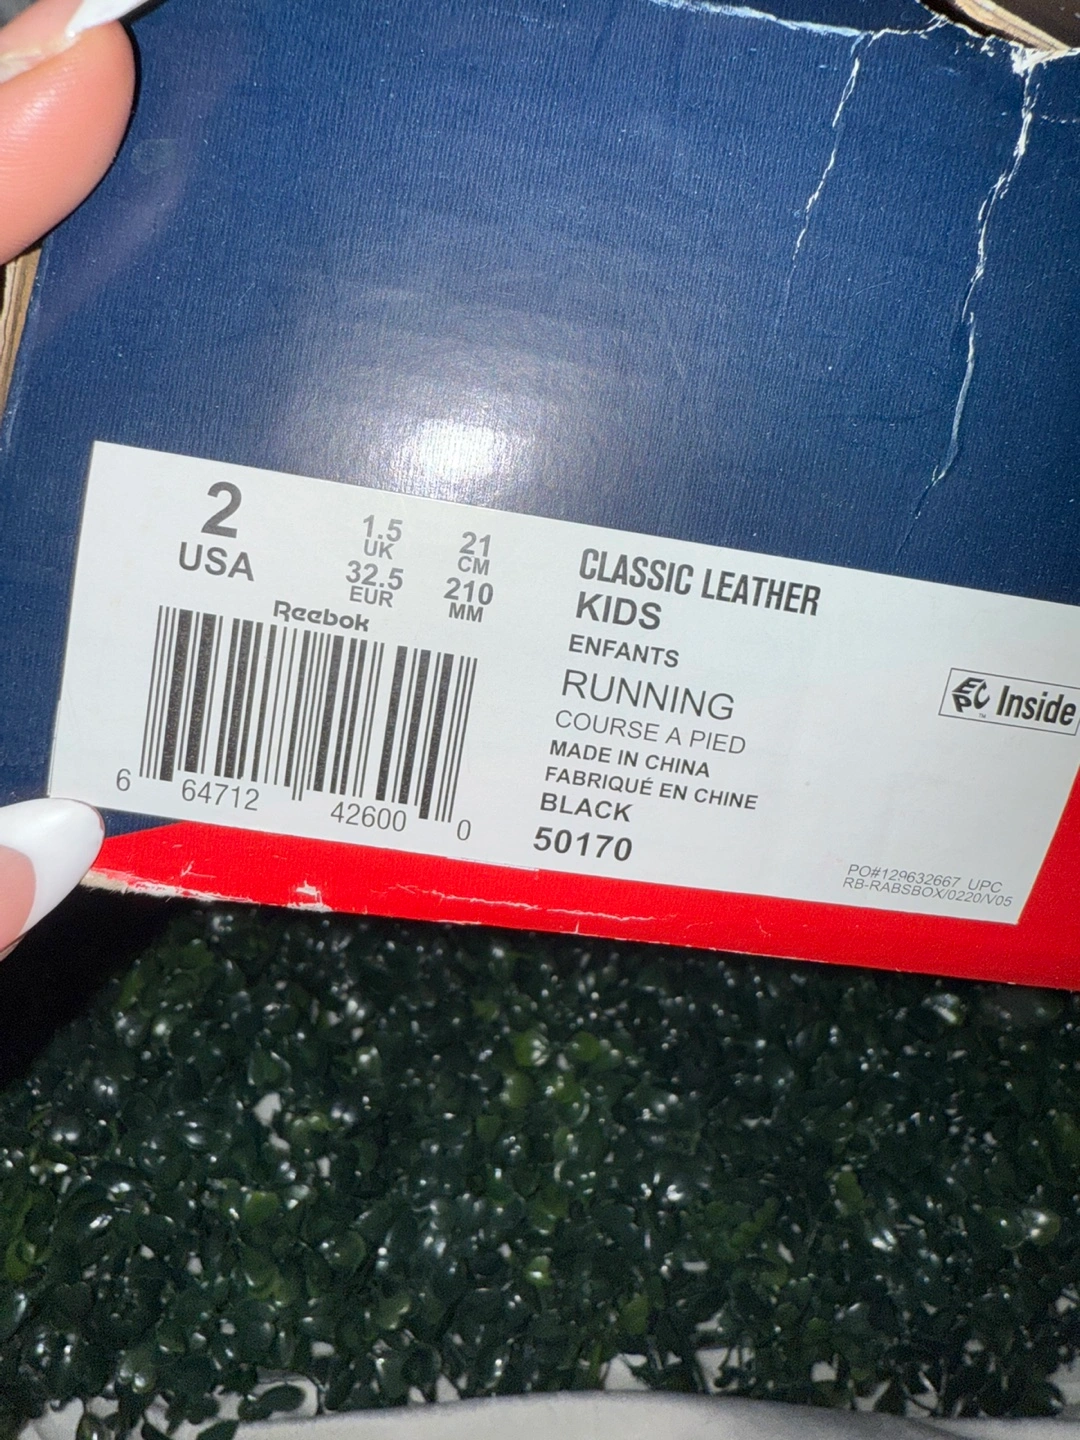 2
USA
1.5
UK
32.5
EUR
21
CM
210
MM
Reebok
6 64712 42600 0
CLASSIC LEATHER
KIDS
ENFANTS
RUNNING
COURSE A PIED
MADE IN CHINA
FABRIQUÉ EN CHINE
BLACK
50170
EPC Inside
PO#129632667 UPC
RB-RABSBOX/0220/V05